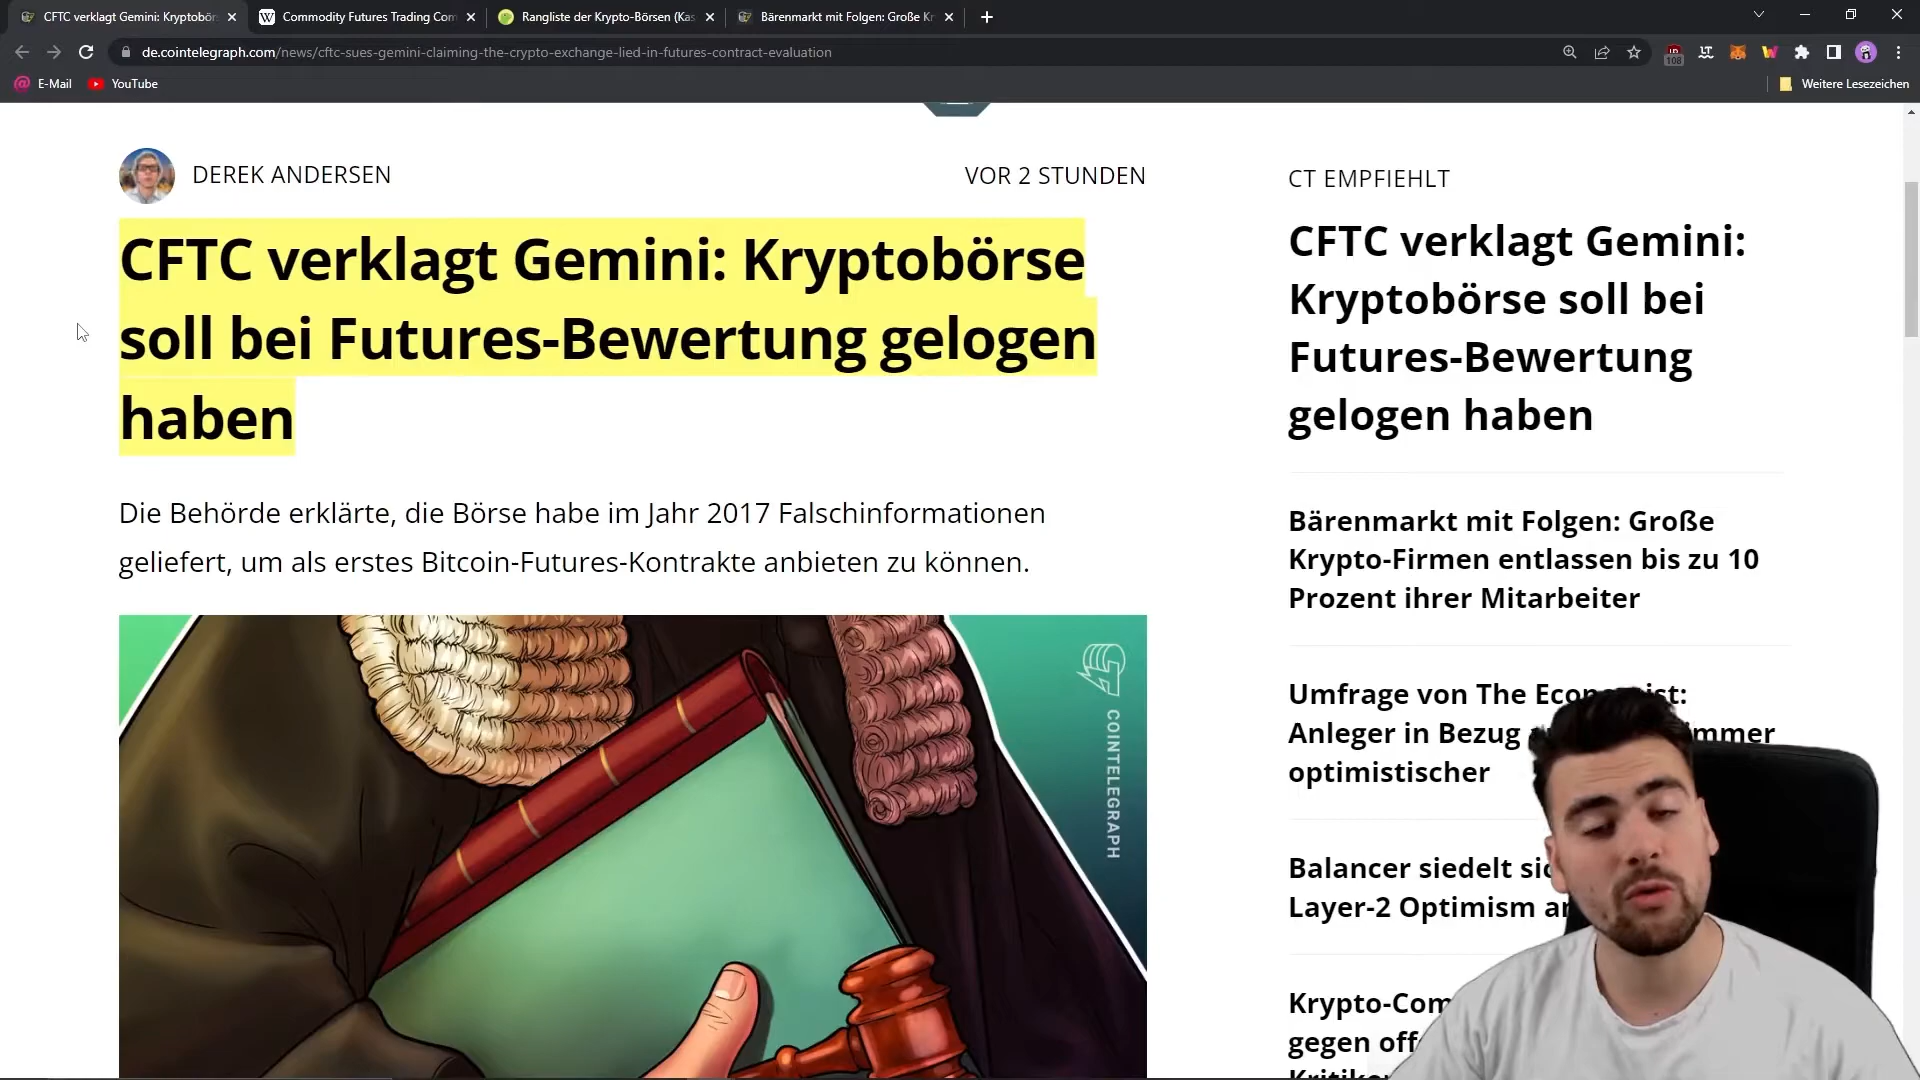 CFTC verklagt Gemini: Kryptobör
Commodity Futures Trading Com
Rangliste der Krypto-Börsen (Kas
Bärenmarkt mit Folgen: Große Kr
de.cointelegraph.com/news/cftc-sues-gemini-claiming-the-crypto-exchange-lied-in-futures-contract-evaluation
108
E-Mail
YouTube
Weitere Lesezeichen
DEREK ANDERSEN
VOR 2 STUNDEN
CFTC verklagt Gemini: Kryptobörse
soll bei Futures-Bewertung gelogen
haben
Die Behörde erklärte, die Börse habe im Jahr 2017 Falschinformationen
geliefert, um als erstes Bitcoin-Futures-Kontrakte anbieten zu können.
COINTELEGRAPH
CT EMPFIEHLT
CFTC verklagt Gemini:
Kryptobörse soll bei
Futures-Bewertung
gelogen haben
Bärenmarkt mit Folgen: Große
Krypto-Firmen entlassen bis zu 10
Prozent ihrer Mitarbeiter
Umfrage von The Economist:
Anleger in Bezug immer
optimistischer
Balancer siedelt
Layer-2 Optimism
Krypto-Com
gegen